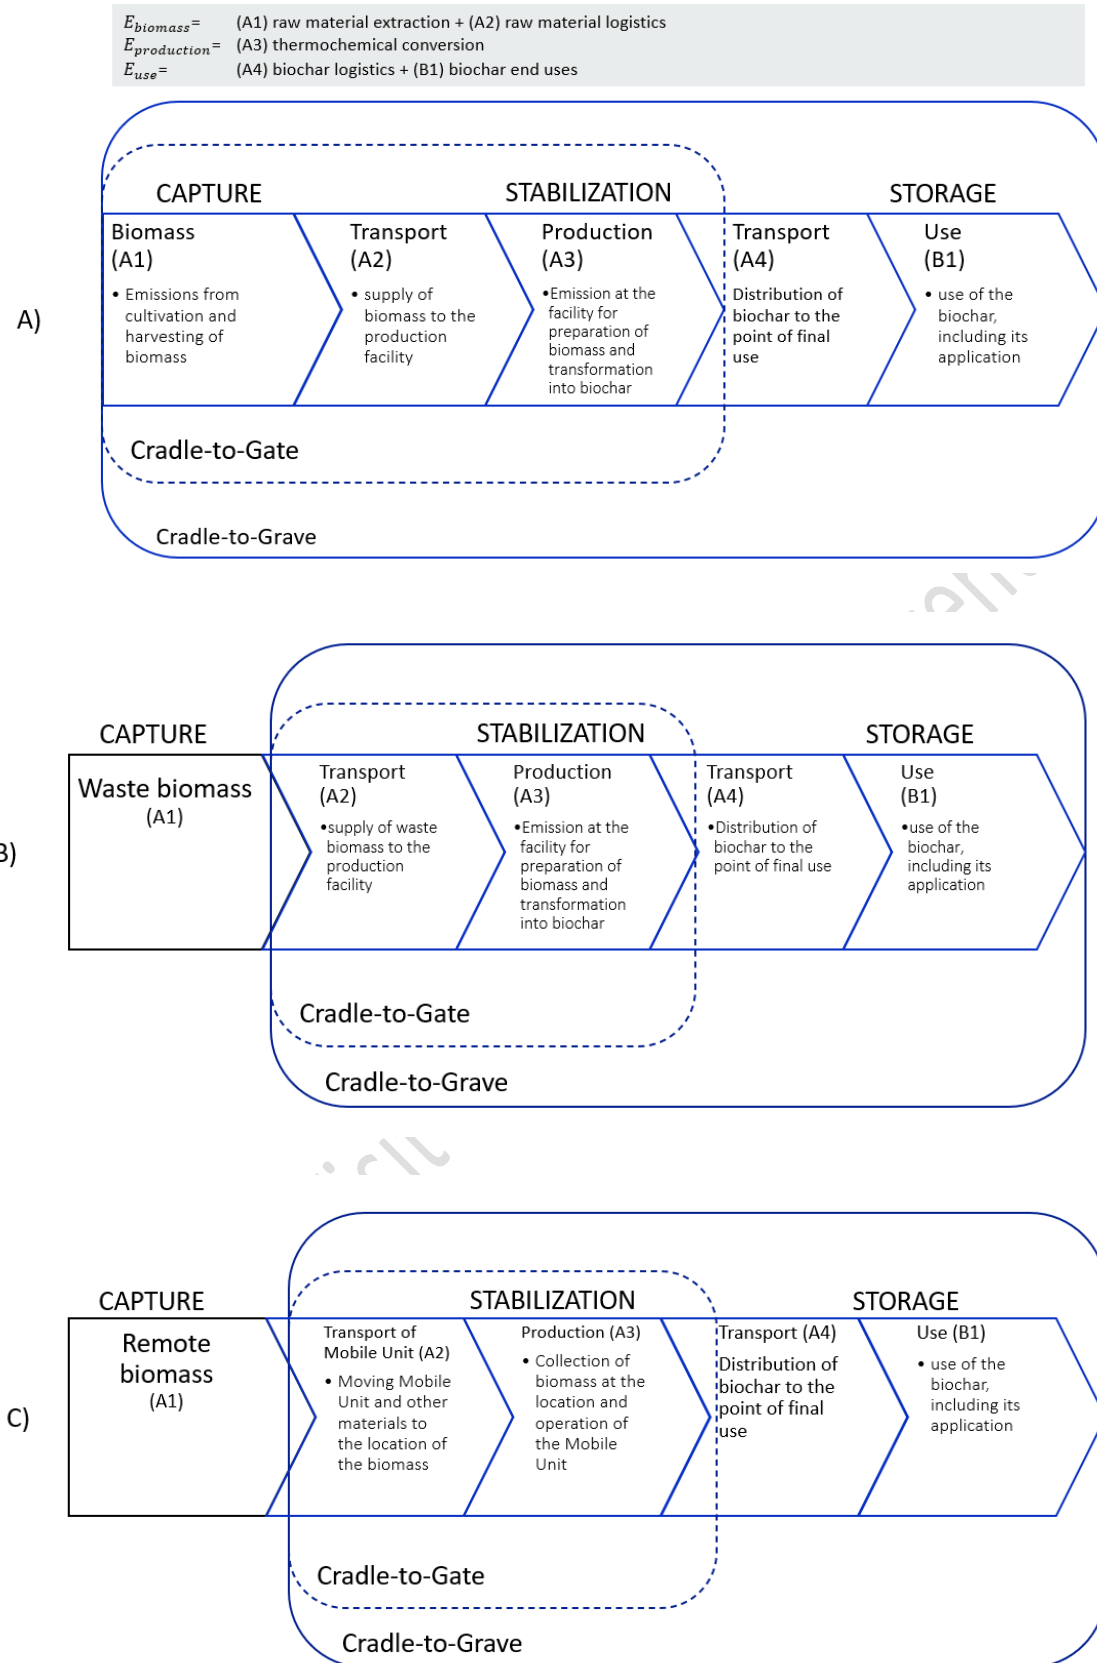 E_biomass= (A1) raw material extraction + (A2) raw material logistics
E_production= (A3) thermochemical conversion
E_use= (A4) biochar logistics + (B1) biochar end uses
A)
CAPTURE
STABILIZATION
STORAGE
Biomass
(A1)
• Emissions from
cultivation and
harvesting of
biomass
Transport
(A2)
• supply of
biomass to the
production
facility
Production
(A3)
•Emission at the
facility for
preparation of
biomass and
transformation
into biochar
Transport
(A4)
Distribution of
biochar to the
point of final
use
Use
(B1)
• use of the
biochar,
including its
application
Cradle-to-Gate
Cradle-to-Grave
B)
CAPTURE
STABILIZATION
STORAGE
Waste biomass
(A1)
Transport
(A2)
•supply of waste
biomass to the
production
facility
Production
(A3)
•Emission at the
facility for
preparation of
biomass and
transformation
into biochar
Transport
(A4)
•Distribution of
biochar to the
point of final use
Use
(B1)
•use of the
biochar,
including its
application
Cradle-to-Gate
Cradle-to-Grave
C)
CAPTURE
STABILIZATION
STORAGE
Remote
biomass
(A1)
Transport of
Mobile Unit (A2)
• Moving Mobile
Unit and other
materials to
the location of
the biomass
Production (A3)
• Collection of
biomass at the
location and
operation of
the Mobile
Unit
Transport (A4)
Distribution of
biochar to the
point of final
use
Use (B1)
• use of the
biochar,
including its
application
Cradle-to-Gate
Cradle-to-Grave